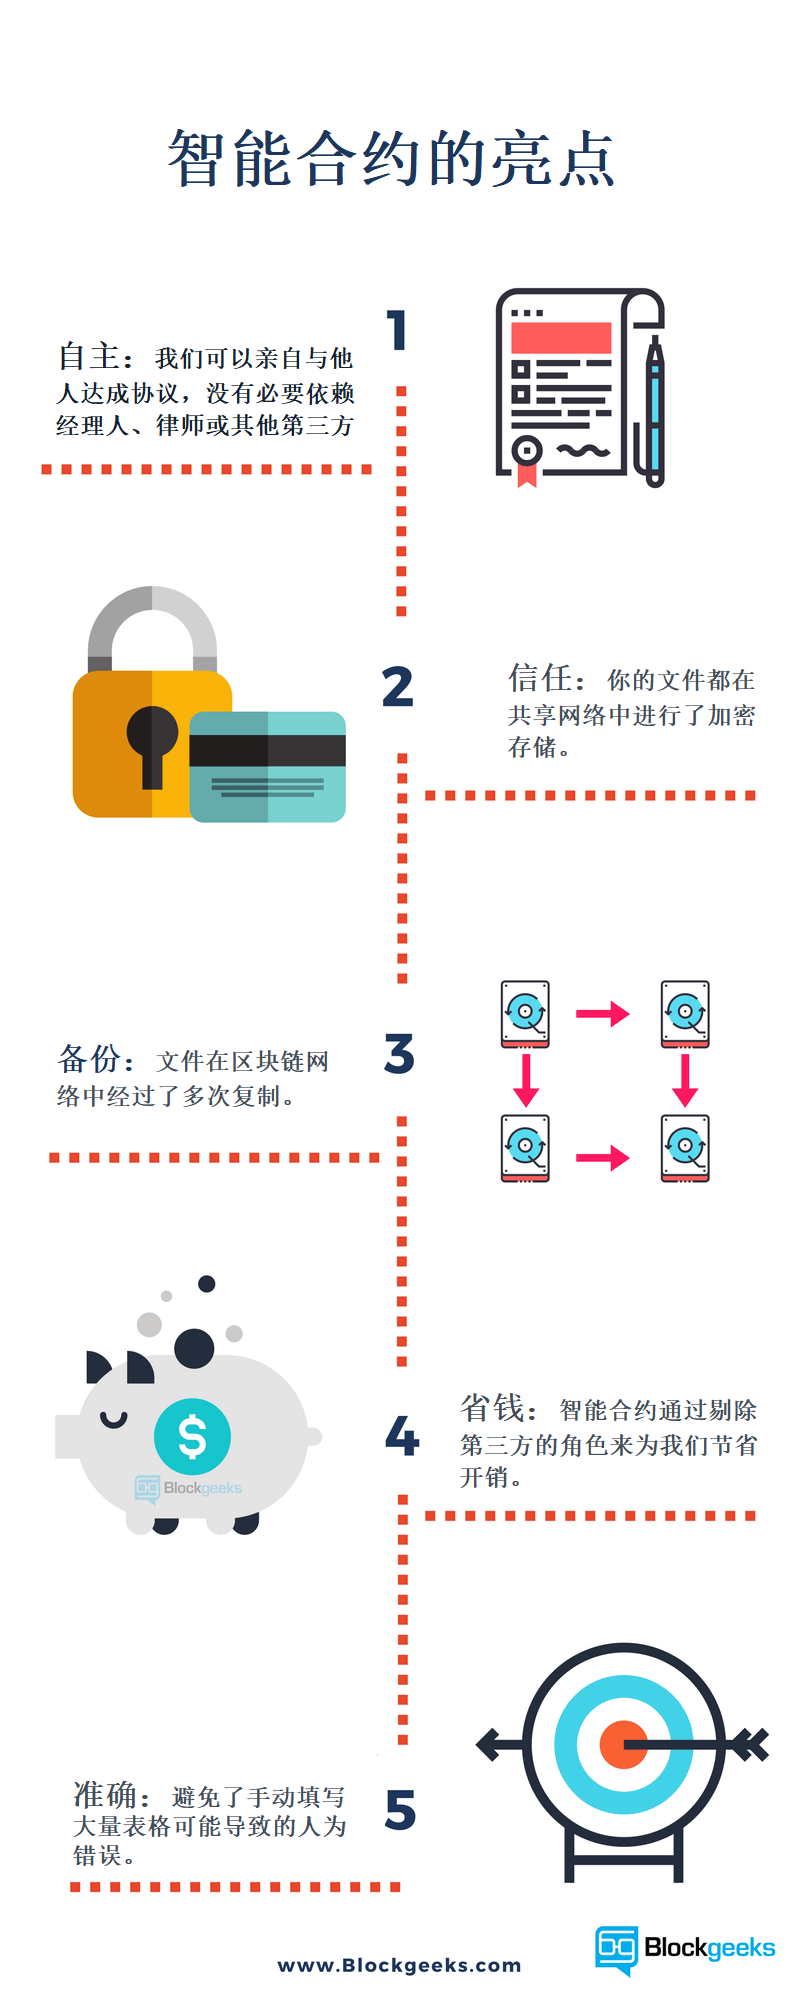 智能合约的亮点
1
自主：我们可以亲自与他
人达成协议，没有必要依赖
经理人、律师或其他第三方
2
信任：你的文件都在
共享网络中进行了加密
存储。
3
备份：文件在区块链网
络中经过了多次复制。
$
Blockgeeks
4
省钱：智能合约通过剔除
第三方的角色来为我们节省
开销。
5
准确：避免了手动填写
大量表格可能导致的人为
错误。
www.Blockgeeks.com
Blockgeeks